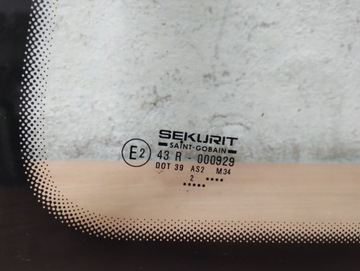 SEKURIT
SAINT-GOBAIN
E2 43 R - 000929
DOT 39 AS2 M34
2